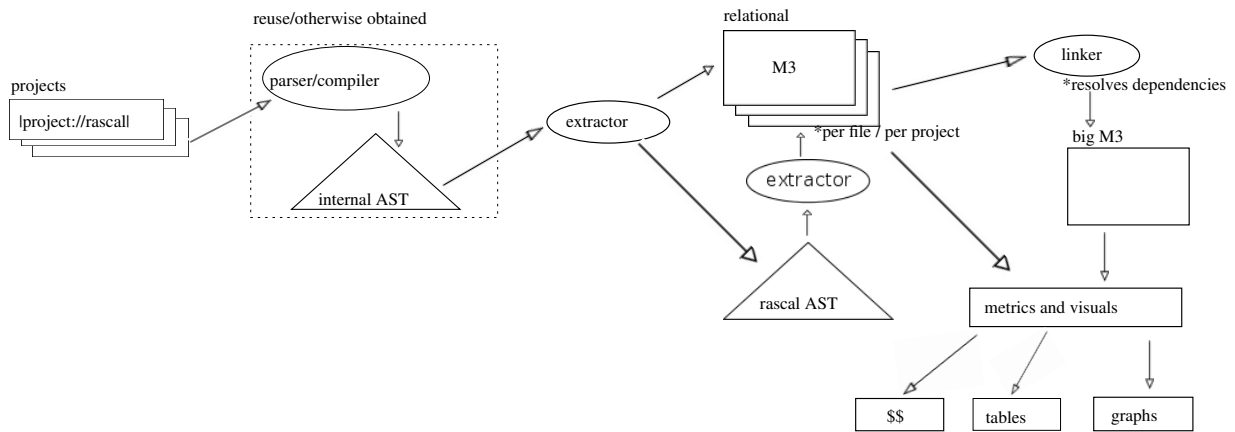 reuse/otherwise obtained
relational
projects
|project://rascal|
parser/compiler
internal AST
extractor
M3
*per file / per project
extractor
rascal AST
linker
*resolves dependencies
big M3
metrics and visuals
$$
tables
graphs